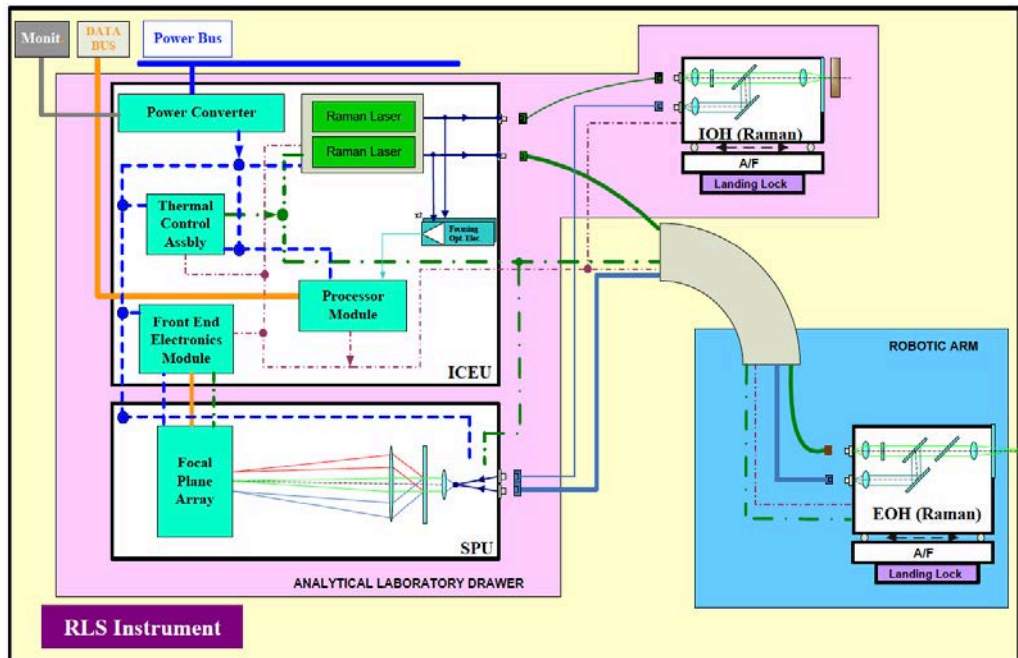 Monit.
DATA
BUS
Power Bus
Power Converter
Raman Laser
Raman Laser
Thermal
Control
Assbly
x2
Focusing
Opt. Elec.
Processor
Module
Front End
Electronics
Module
ICEU
Focal
Plane
Array
SPU
ANALYTICAL LABORATORY DRAWER
IOH (Raman)
A/F
Landing Lock
ROBOTIC ARM
EOH (Raman)
A/F
Landing Lock
RLS Instrument